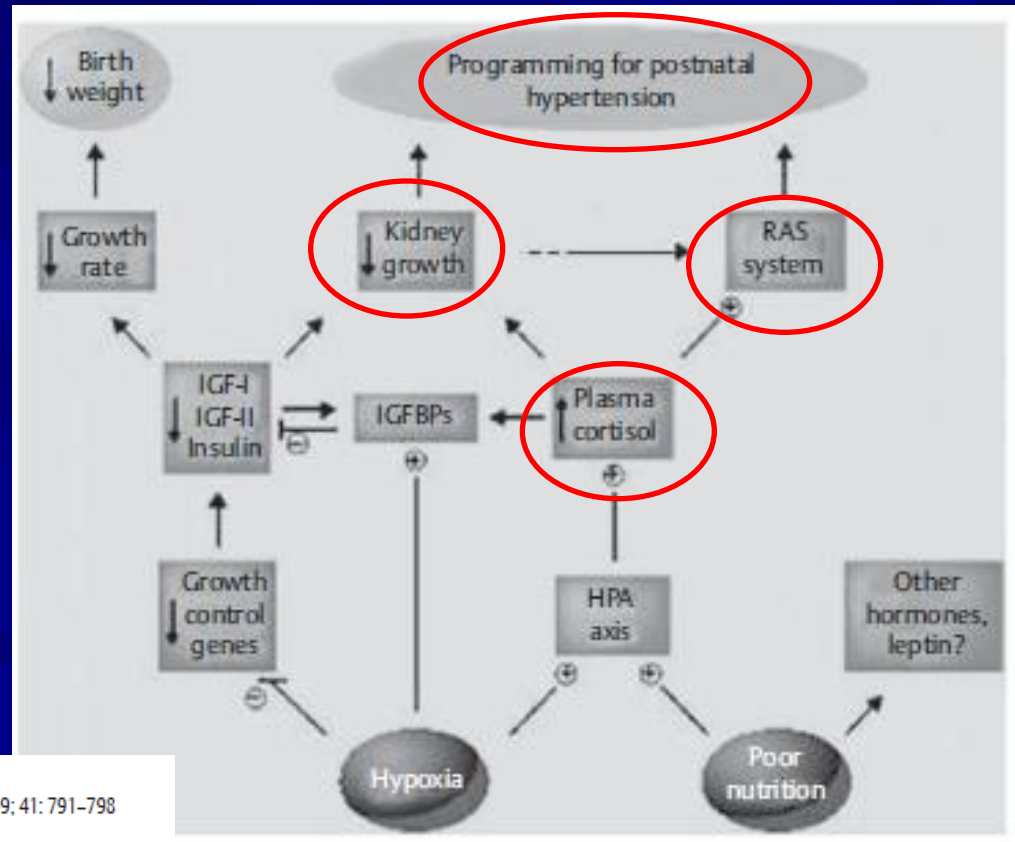 Birth
weight
Programming for postnatal
hypertension
Growth
rate
Kidney
growth
RAS
system
IGF-I
IGF-II
Insulin
IGFBPs
Plasma
cortisol
Growth
control
genes
HPA
axis
Other
hormones,
leptin?
Hypoxia
Poor
nutrition
9; 41: 791–798